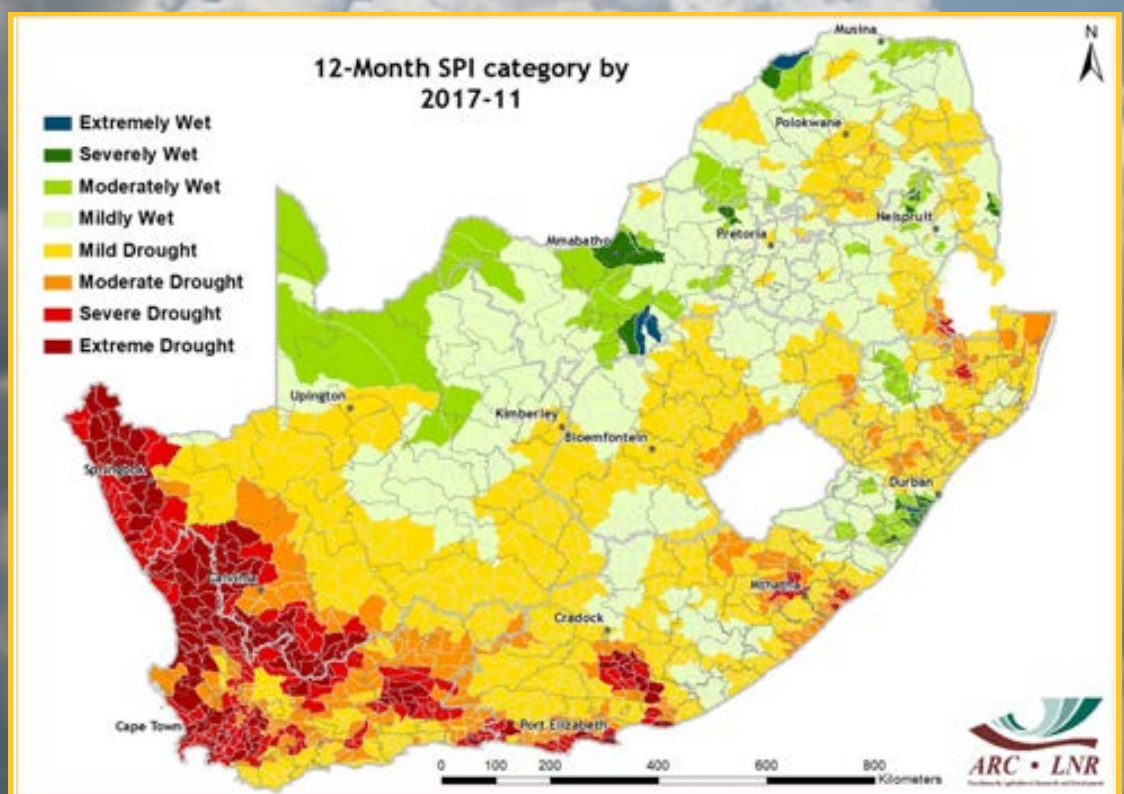 12-Month SPI category by
2017-11
N
Extremely Wet
Severely Wet
Moderately Wet
Mildly Wet
Mild Drought
Moderate Drought
Severe Drought
Extreme Drought
Musina
Polokwane
Nelspruit
Mmabatho
Pretoria
Upington
Kimberley
Bloemfontein
Springbok
Durban
Mthatha
Cradock
Cape Town
Port Elizabeth
0 100 200 400 600 800
Kilometers
ARC • LNR